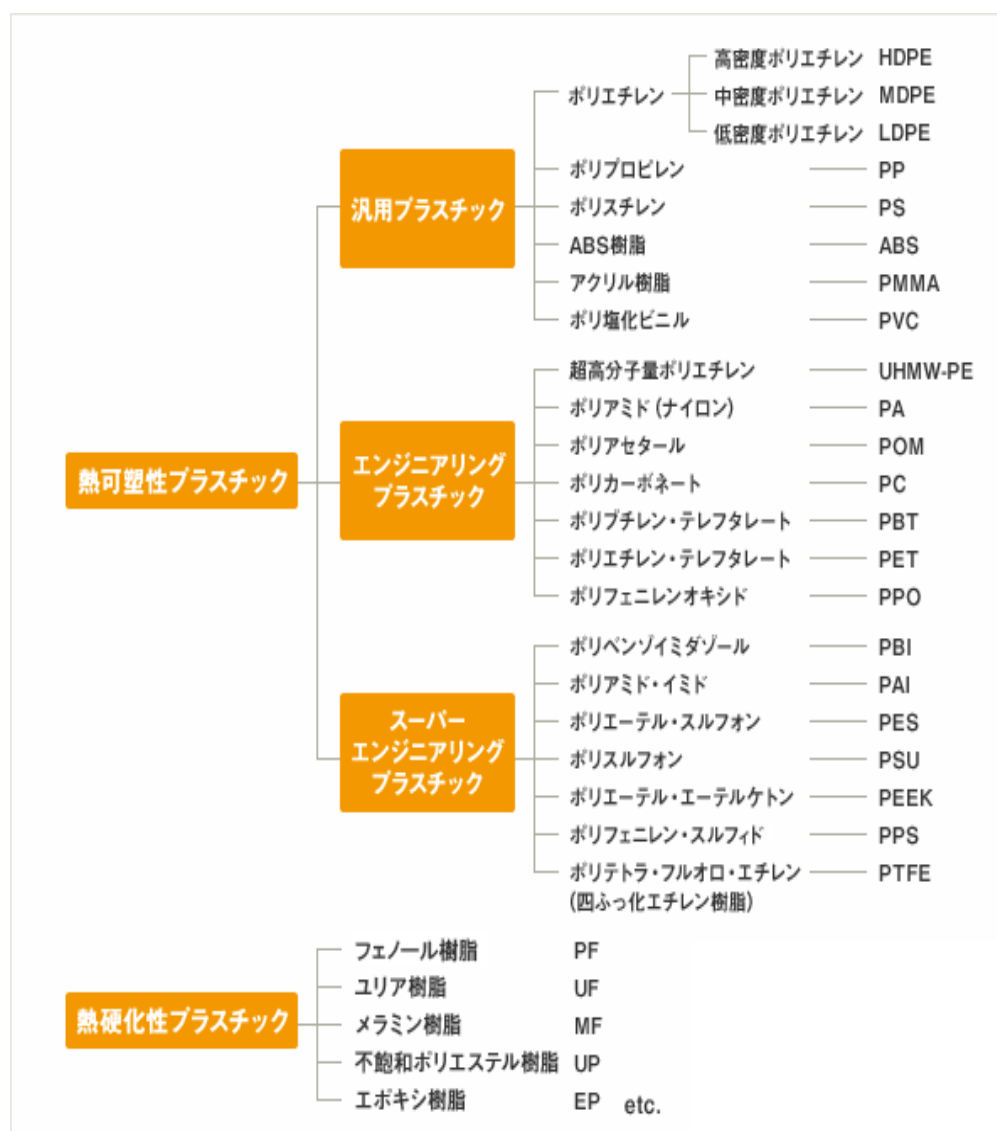 高密度ポリエチレン HDPE
ポリエチレン 中密度ポリエチレン MDPE
低密度ポリエチレン LDPE
ポリプロピレン PP
汎用プラスチック ポリスチレン PS
ABS樹脂 ABS
アクリル樹脂 PMMA
ポリ塩化ビニル PVC
超高分子量ポリエチレン UHMW-PE
ポリアミド(ナイロン) PA
ポリアセタール POM
熱可塑性プラスチック
エンジニアリング
プラスチック
ポリカーボネート PC
ポリブチレン・テレフタレート PBT
ポリエチレン・テレフタレート PET
ポリフェニレンオキシド PPO
ポリベンゾイミダゾール PBI
ポリアミド・イミド PAI
スーパー
エンジニアリング
プラスチック
ポリエーテル・スルフォン PES
ポリスルフォン PSU
ポリエーテル・エーテルケトン PEEK
ポリフェニレン・スルフィド PPS
ポリテトラ・フルオロ・エチレン PTFE
(四ふっ化エチレン樹脂)
フェノール樹脂 PF
ユリア樹脂 UF
熱硬化性プラスチック メラミン樹脂 MF
不飽和ポリエステル樹脂 UP
エポキシ樹脂 EP etc.